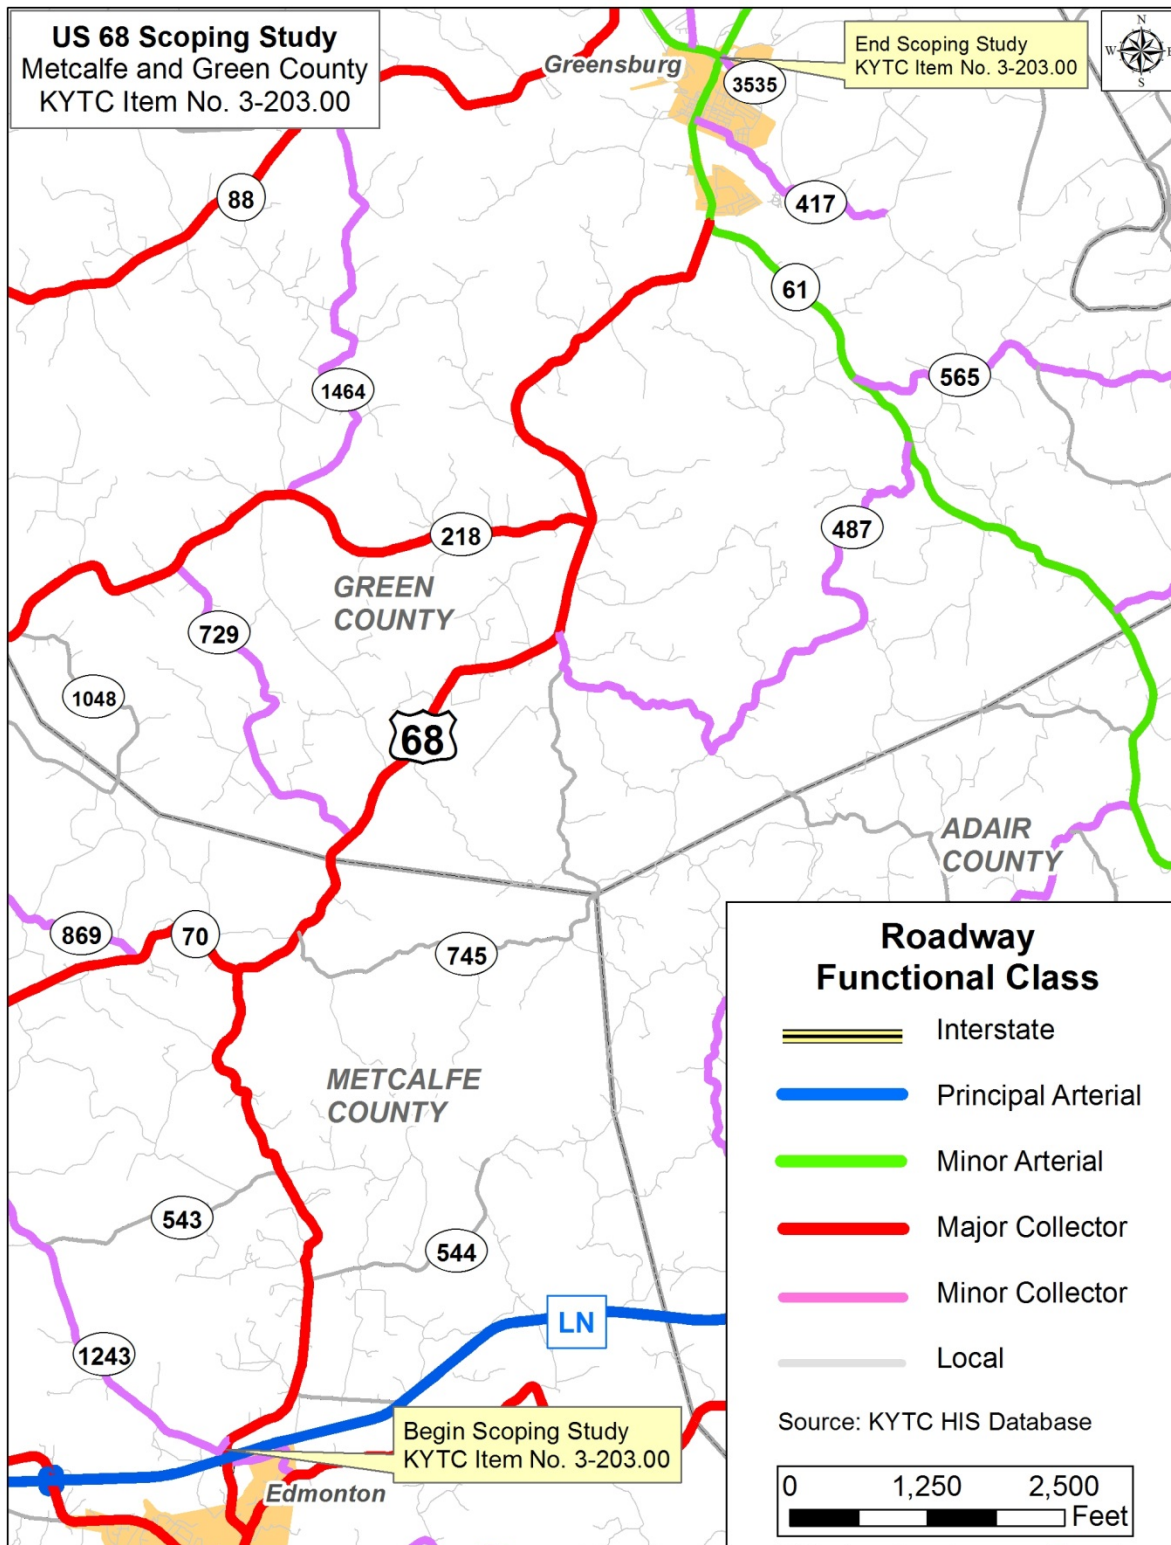 US 68 Scoping Study
Metcalfe and Green County
KYTC Item No. 3-203.00
Greensburg
End Scoping Study
KYTC Item No. 3-203.00
N
W
E
S
3535
88
417
61
1464
565
218
487
GREEN
COUNTY
729
1048
68
ADAIR
COUNTY
869
70
745
METCALFE
COUNTY
543
544
LN
1243
Begin Scoping Study
KYTC Item No. 3-203.00
Edmonton
Roadway
Functional Class
Interstate
Principal Arterial
Minor Arterial
Major Collector
Minor Collector
Local
Source: KYTC HIS Database
0 1,250 2,500
Feet